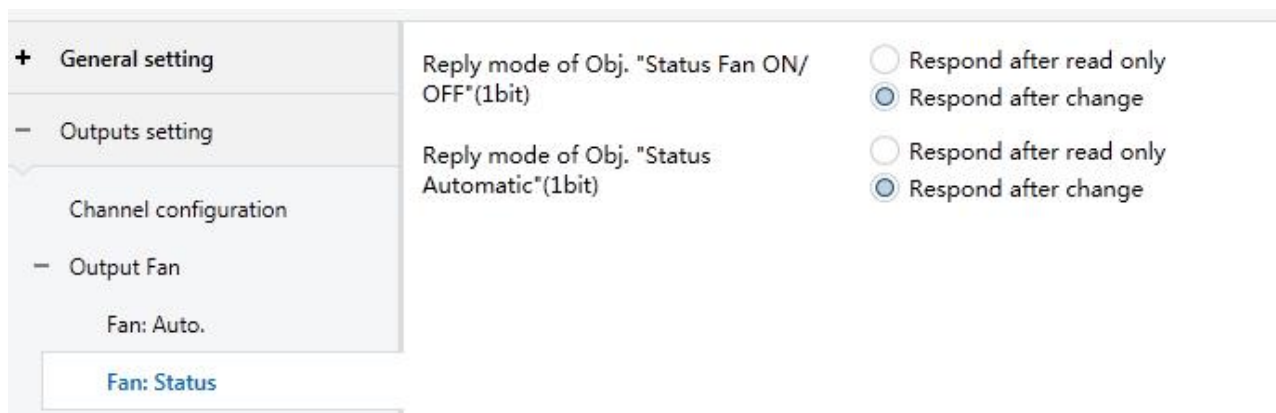 + General setting
− Outputs setting
Channel configuration
− Output Fan
Fan: Auto.
Fan: Status
Reply mode of Obj. "Status Fan ON/
OFF"(1bit)
Respond after read only
Respond after change
Reply mode of Obj. "Status
Automatic"(1bit)
Respond after read only
Respond after change